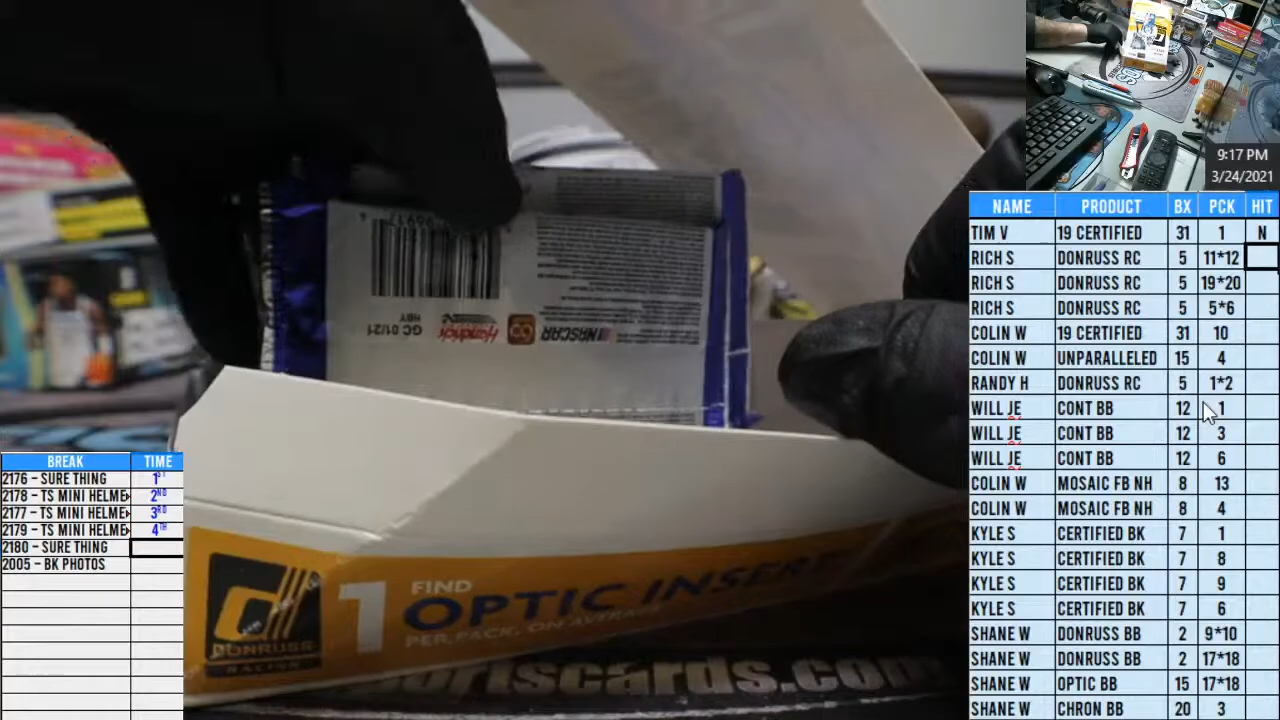 9:17 PM
3/24/2021
NAME PRODUCT BX PCK HIT
TIM V 19 CERTIFIED 31 1 N
RICH S DONRUSS RC 5 11*12
RICH S DONRUSS RC 5 19*20
RICH S DONRUSS RC 5 5*6
COLIN W 19 CERTIFIED 31 10
COLIN W UNPARALLELED 15 4
RANDY H DONRUSS RC 5 1*2
WILL JE CONT BB 12 1
WILL JE CONT BB 12 3
WILL JE CONT BB 12 6
COLIN W MOSAIC FB NH 8 13
COLIN W MOSAIC FB NH 8 4
KYLE S CERTIFIED BK 7 1
KYLE S CERTIFIED BK 7 8
KYLE S CERTIFIED BK 7 9
KYLE S CERTIFIED BK 7 6
SHANE W DONRUSS BB 2 9*10
SHANE W DONRUSS BB 2 17*18
SHANE W OPTIC BB 15 17*18
SHANE W CHRON BB 20 3
BREAK TIME
2176 – SURE THING 1ST
2178 – TS MINI HELME 2ND
2177 – TS MINI HELME 3RD
2179 – TS MINI HELME 4TH
2180 – SURE THING
2005 – BK PHOTOS
NASCAR
Hendrick
GC 01/21
HBY
DONRUSS
RACING
1 FIND
OPTIC INSERT
PER PACK, ON AVERAGE
ortscards.com